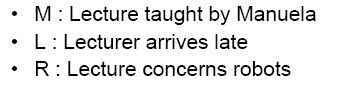 • M : Lecture taught by Manuela
• L : Lecturer arrives late
• R : Lecture concerns robots